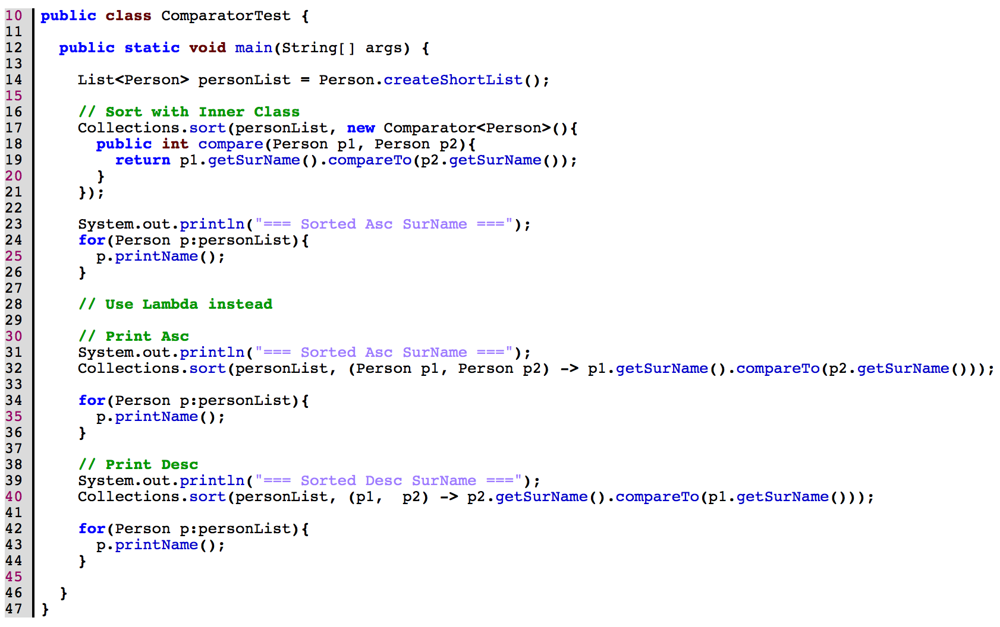 10 public class ComparatorTest {
11
12   public static void main(String[] args) {
13
14     List<Person> personList = Person.createShortList();
15
16     // Sort with Inner Class
17     Collections.sort(personList, new Comparator<Person>(){
18       public int compare(Person p1, Person p2){
19         return p1.getSurName().compareTo(p2.getSurName());
20       }
21     });
22
23     System.out.println("=== Sorted Asc SurName ===");
24     for(Person p:personList){
25       p.printName();
26     }
27
28     // Use Lambda instead
29
30     // Print Asc
31     System.out.println("=== Sorted Asc SurName ===");
32     Collections.sort(personList, (Person p1, Person p2) -> p1.getSurName().compareTo(p2.getSurName()));
33
34     for(Person p:personList){
35       p.printName();
36     }
37
38     // Print Desc
39     System.out.println("=== Sorted Desc SurName ===");
40     Collections.sort(personList, (p1,  p2) -> p2.getSurName().compareTo(p1.getSurName()));
41
42     for(Person p:personList){
43       p.printName();
44     }
45
46   }
47 }